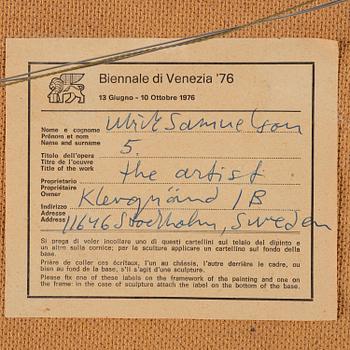 Biennale di Venezia '76
13 Giugno - 10 Ottobre 1976
Nome e cognome
Prénom et nom
Name and surname
Ulrik Samuelson
Titolo dell'opera
Titre de l'oeuvre
Title of the work
5.
Proprietario
Propriétaire
Owner
the artist
Indirizzo
Adresse
Address
1B
11646 Stockholm, Sweden
Si prega di voler incollare uno di questi cartellini sul telaio del dipinto e
un altro sulla cornice; per la scultura applicare un cartellino sul fondo della
base.
Prière de coller ces écritaux, l'un au châssis, l'autre derrière le cadre, ou
bien au fond de la base, s'il s'agit d'une sculpture.
Please fix one of these labels on the framework of the painting and one on
the frame: in the case of sculpture attach the label on the bottom of the base.